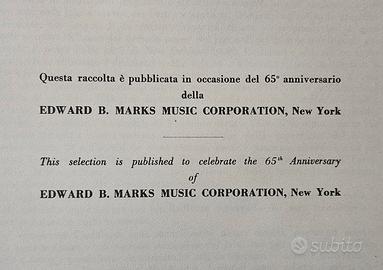 Questa raccolta è pubblicata in occasione del 65° anniversario
della
EDWARD B. MARKS MUSIC CORPORATION, New York
This selection is published to celebrate the 65th Anniversary
of
EDWARD B. MARKS MUSIC CORPORATION, New York
subito